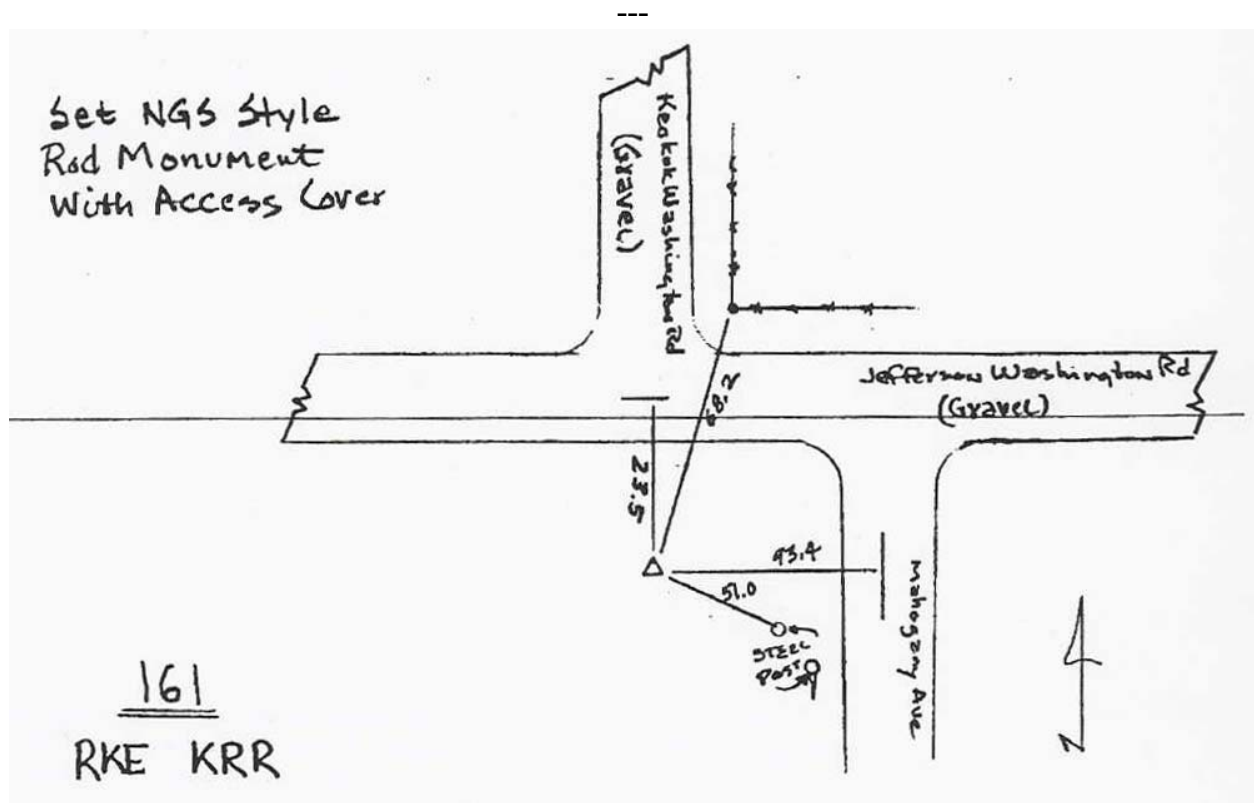 ---
Set NGS Style
Rod Monument
With Access Cover
Keokuk Washington Rd
(Gravel)
Jefferson Washington Rd
(Gravel)
68.2
23.5
93.4
51.0
STEEL
POST
Mahogany Ave
161
RKE KRR
N